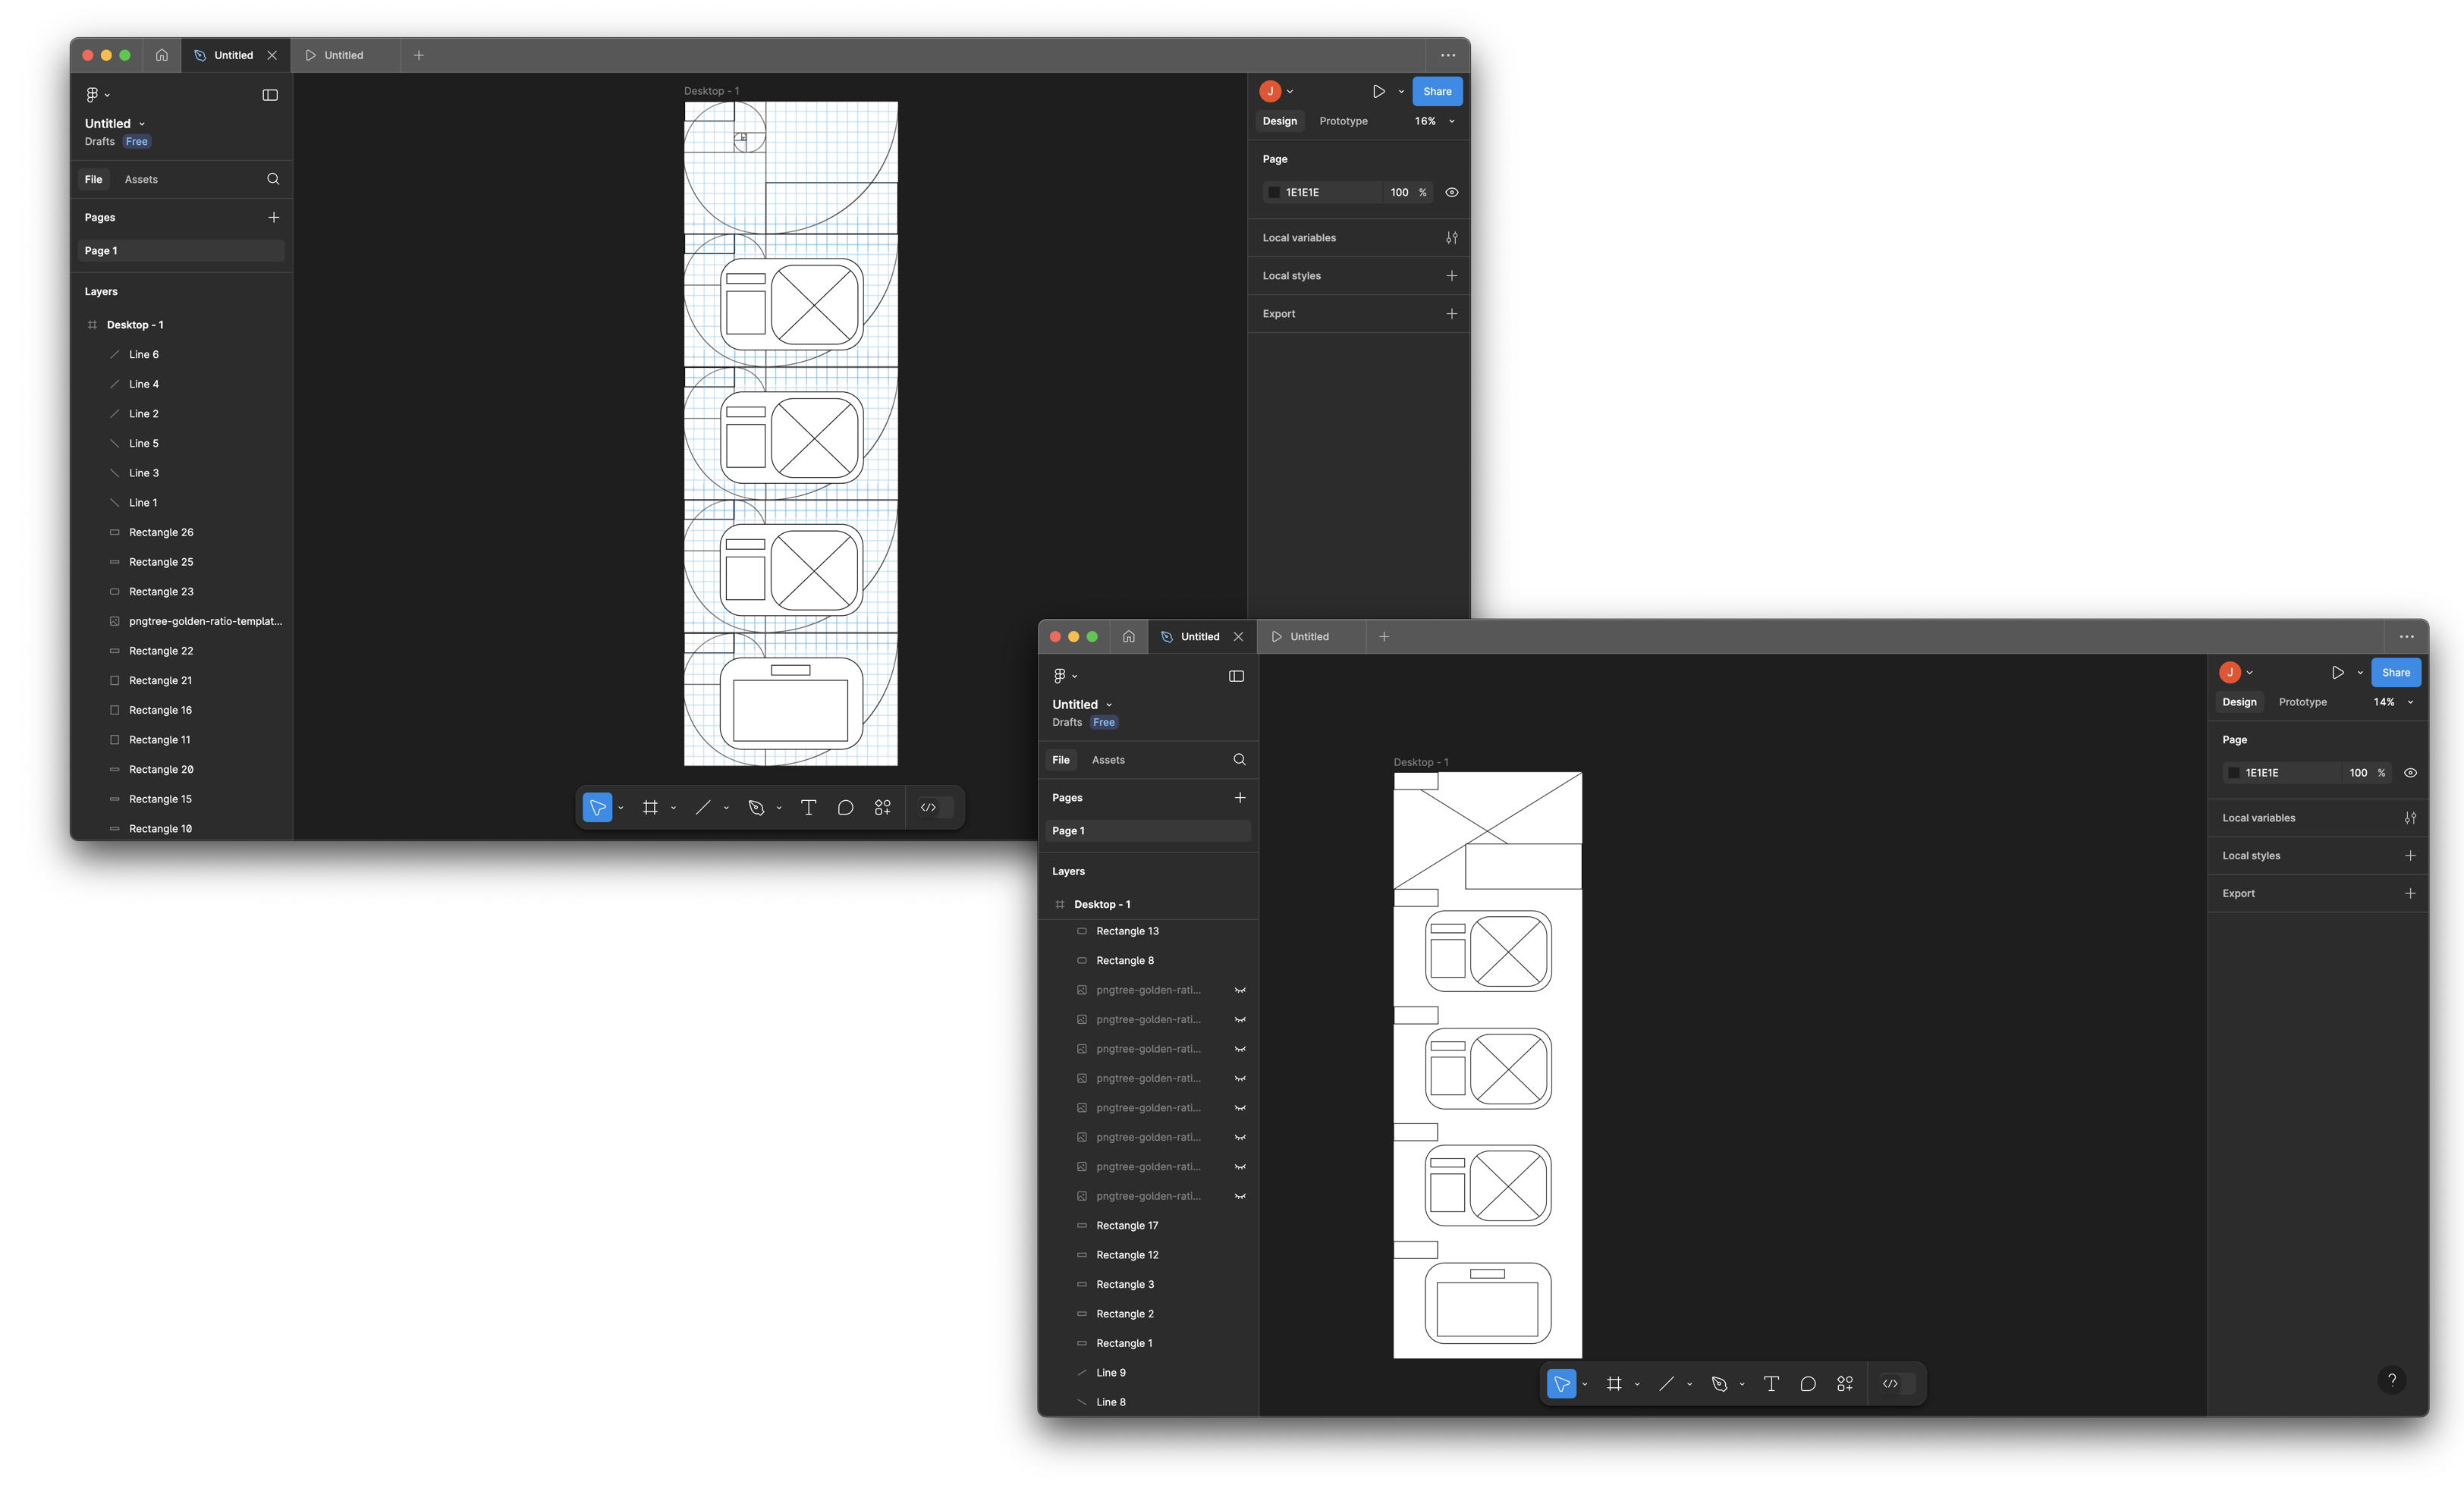 Untitled
Untitled
Untitled
Drafts Free
File Assets
Pages
Page 1
Layers
Desktop - 1
Line 6
Line 4
Line 2
Line 5
Line 3
Line 1
Rectangle 26
Rectangle 25
Rectangle 23
pngtree-golden-ratio-templat...
Rectangle 22
Rectangle 21
Rectangle 16
Rectangle 11
Rectangle 20
Rectangle 15
Rectangle 10
Desktop - 1
J
Share
Design Prototype 16%
Page
1E1E1E 100 %
Local variables
Local styles
Export
Untitled
Untitled
Untitled
Drafts Free
File Assets
Pages
Page 1
Layers
Desktop - 1
Rectangle 13
Rectangle 8
pngtree-golden-rati...
pngtree-golden-rati...
pngtree-golden-rati...
pngtree-golden-rati...
pngtree-golden-rati...
pngtree-golden-rati...
pngtree-golden-rati...
pngtree-golden-rati...
Rectangle 17
Rectangle 12
Rectangle 3
Rectangle 2
Rectangle 1
Line 9
Line 8
Desktop - 1
J
Share
Design Prototype 14%
Page
1E1E1E 100 %
Local variables
Local styles
Export
?